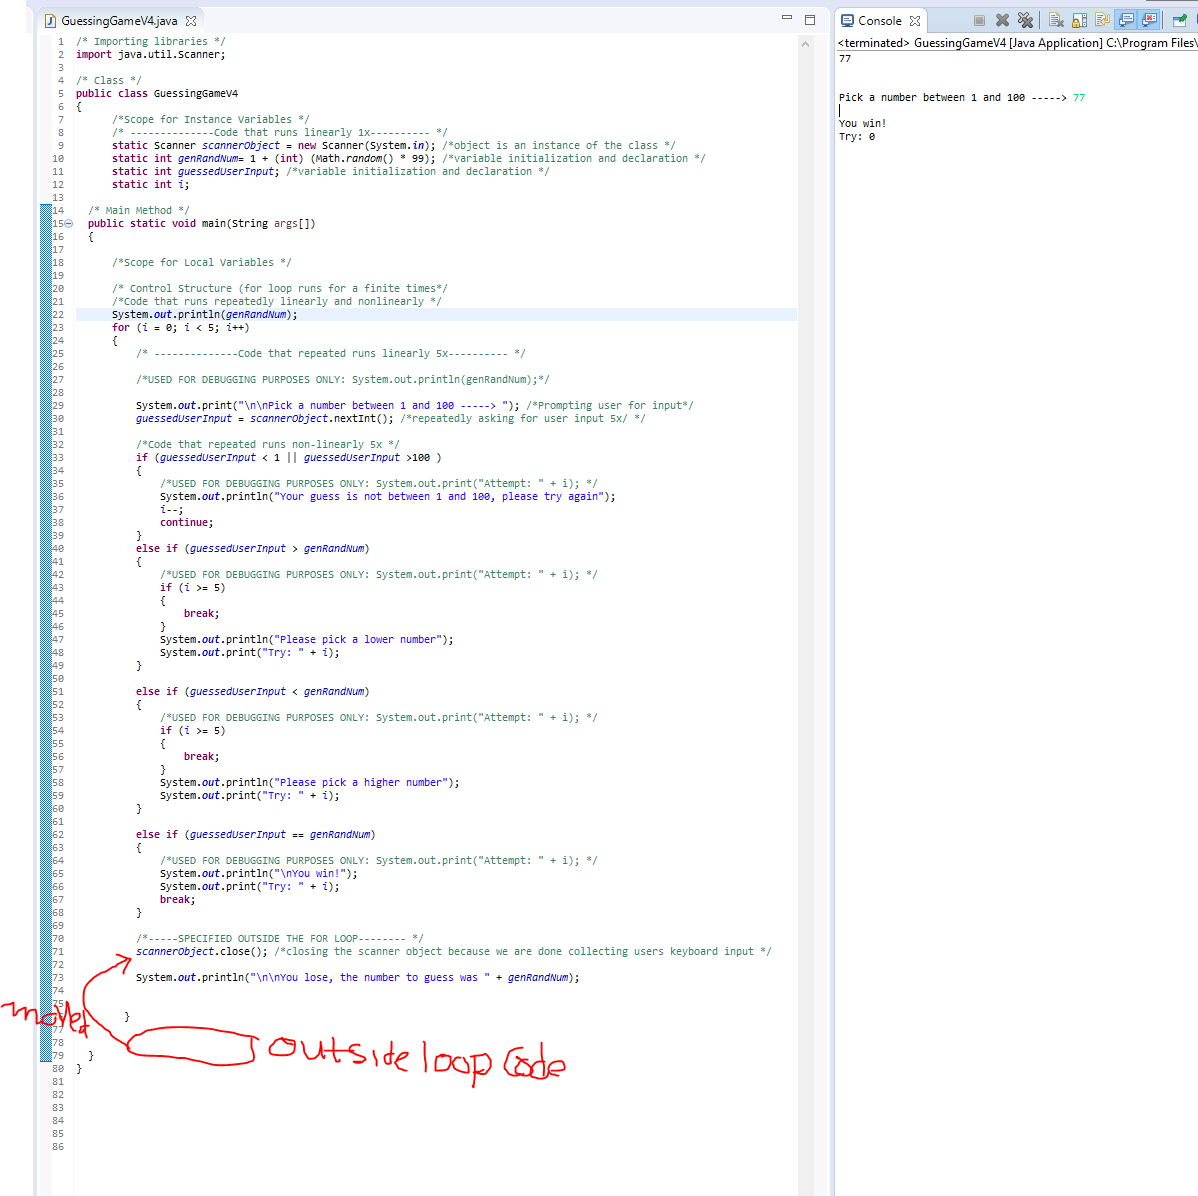 GuessingGameV4.java
/* Importing libraries */
import java.util.Scanner;
/* Class */
public class GuessingGameV4
{
/*Scope for Instance Variables */
/* --------------Code that runs linearly 1x---------- */
static Scanner scannerObject = new Scanner(System.in); /*object is an instance of the class */
static int genRandNum= 1 + (int) (Math.random() * 99); /*variable initialization and declaration */
static int guessedUserInput; /*variable initialization and declaration */
static int i;
/* Main Method */
public static void main(String args[])
{
/*Scope for Local Variables */
/* Control Structure (for loop runs for a finite times*/
/*Code that runs repeatedly linearly and nonlinearly */
System.out.println(genRandNum);
for (i = 0; i < 5; i++)
{
/* --------------Code that repeated runs linearly 5x---------- */
/*USED FOR DEBUGGING PURPOSES ONLY: System.out.println(genRandNum);*/
System.out.print("\n\nPick a number between 1 and 100 -----> "); /*Prompting user for input*/
guessedUserInput = scannerObject.nextInt(); /*repeatedly asking for user input 5x/ */
/*Code that repeated runs non-linearly 5x */
if (guessedUserInput < 1 || guessedUserInput >100 )
{
/*USED FOR DEBUGGING PURPOSES ONLY: System.out.print("Attempt: " + i); */
System.out.println("Your guess is not between 1 and 100, please try again");
i--;
continue;
}
else if (guessedUserInput > genRandNum)
{
/*USED FOR DEBUGGING PURPOSES ONLY: System.out.print("Attempt: " + i); */
if (i >= 5)
{
break;
}
System.out.println("Please pick a lower number");
System.out.print("Try: " + i);
}
else if (guessedUserInput < genRandNum)
{
/*USED FOR DEBUGGING PURPOSES ONLY: System.out.print("Attempt: " + i); */
if (i >= 5)
{
break;
}
System.out.println("Please pick a higher number");
System.out.print("Try: " + i);
}
else if (guessedUserInput == genRandNum)
{
/*USED FOR DEBUGGING PURPOSES ONLY: System.out.print("Attempt: " + i); */
System.out.println("\nYou win!");
System.out.print("Try: " + i);
break;
}
/*-----SPECIFIED OUTSIDE THE FOR LOOP-------- */
scannerObject.close(); /*closing the scanner object because we are done collecting users keyboard input */
System.out.println("\n\nYou lose, the number to guess was " + genRandNum);
}
}
}
moved
outside loop code
Console
<terminated> GuessingGameV4 [Java Application] C:\Program Files\
77
Pick a number between 1 and 100 -----> 77
You win!
Try: 0